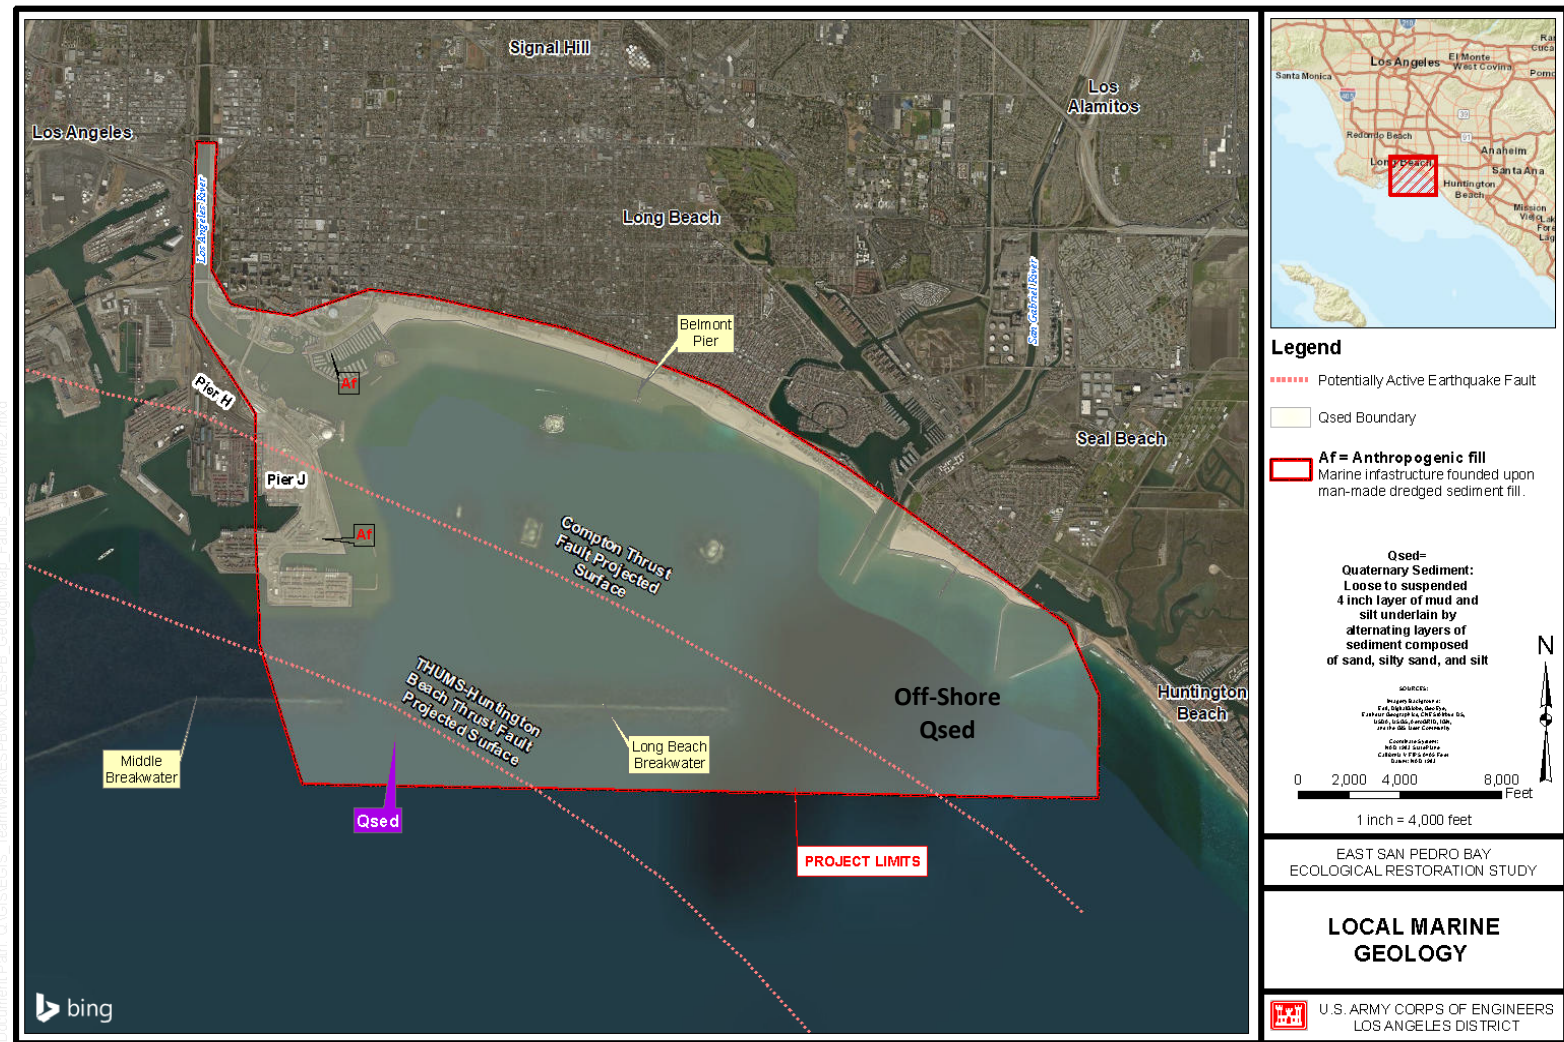 Signal Hill
Los Angeles
Los
Alamitos
Long Beach
Los Angeles River
San Gabriel River
Belmont
Pier
Af
Pier H
Seal Beach
Pier J
Af
Compton Thrust
Fault Projected
Surface
THUMS-Huntington
Beach Thrust Fault
Projected Surface
Off-Shore
Qsed
Huntington
Beach
Middle
Breakwater
Long Beach
Breakwater
Qsed
PROJECT LIMITS
bing
Los Angeles
El Monte
West Covina
Santa Monica
Redondo Beach
Anaheim
Long Beach
Santa Ana
Huntington
Beach
Mission
Legend
Potentially Active Earthquake Fault
Qsed Boundary
Af = Anthropogenic fill
Marine infastructure founded upon
man-made dredged sediment fill.
Qsed=
Quaternary Sediment:
Loose to suspended
4 inch layer of mud and
silt underlain by
alternating layers of
sediment composed
of sand, silty sand, and silt
N
SOURCES:
Coordinate System:
0 2,000 4,000 8,000
Feet
1 inch = 4,000 feet
EAST SAN PEDRO BAY
ECOLOGICAL RESTORATION STUDY
LOCAL MARINE
GEOLOGY
U.S. ARMY CORPS OF ENGINEERS
LOS ANGELES DISTRICT